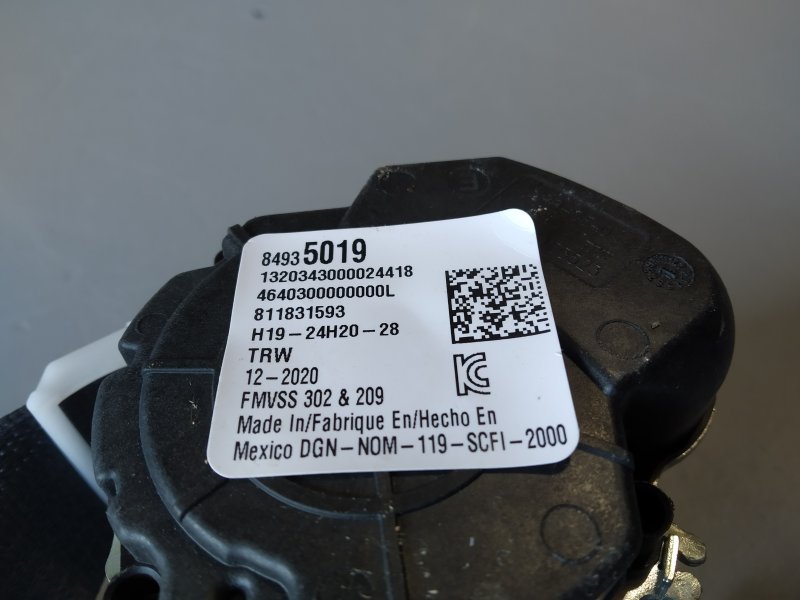 84935019
1320343000024418
4640300000000L
811831593
H19-24H20-28
TRW
12-2020
FMVSS 302 & 209
Made In/Fabrique En/Hecho En
Mexico DGN-NOM-119-SCFI-2000